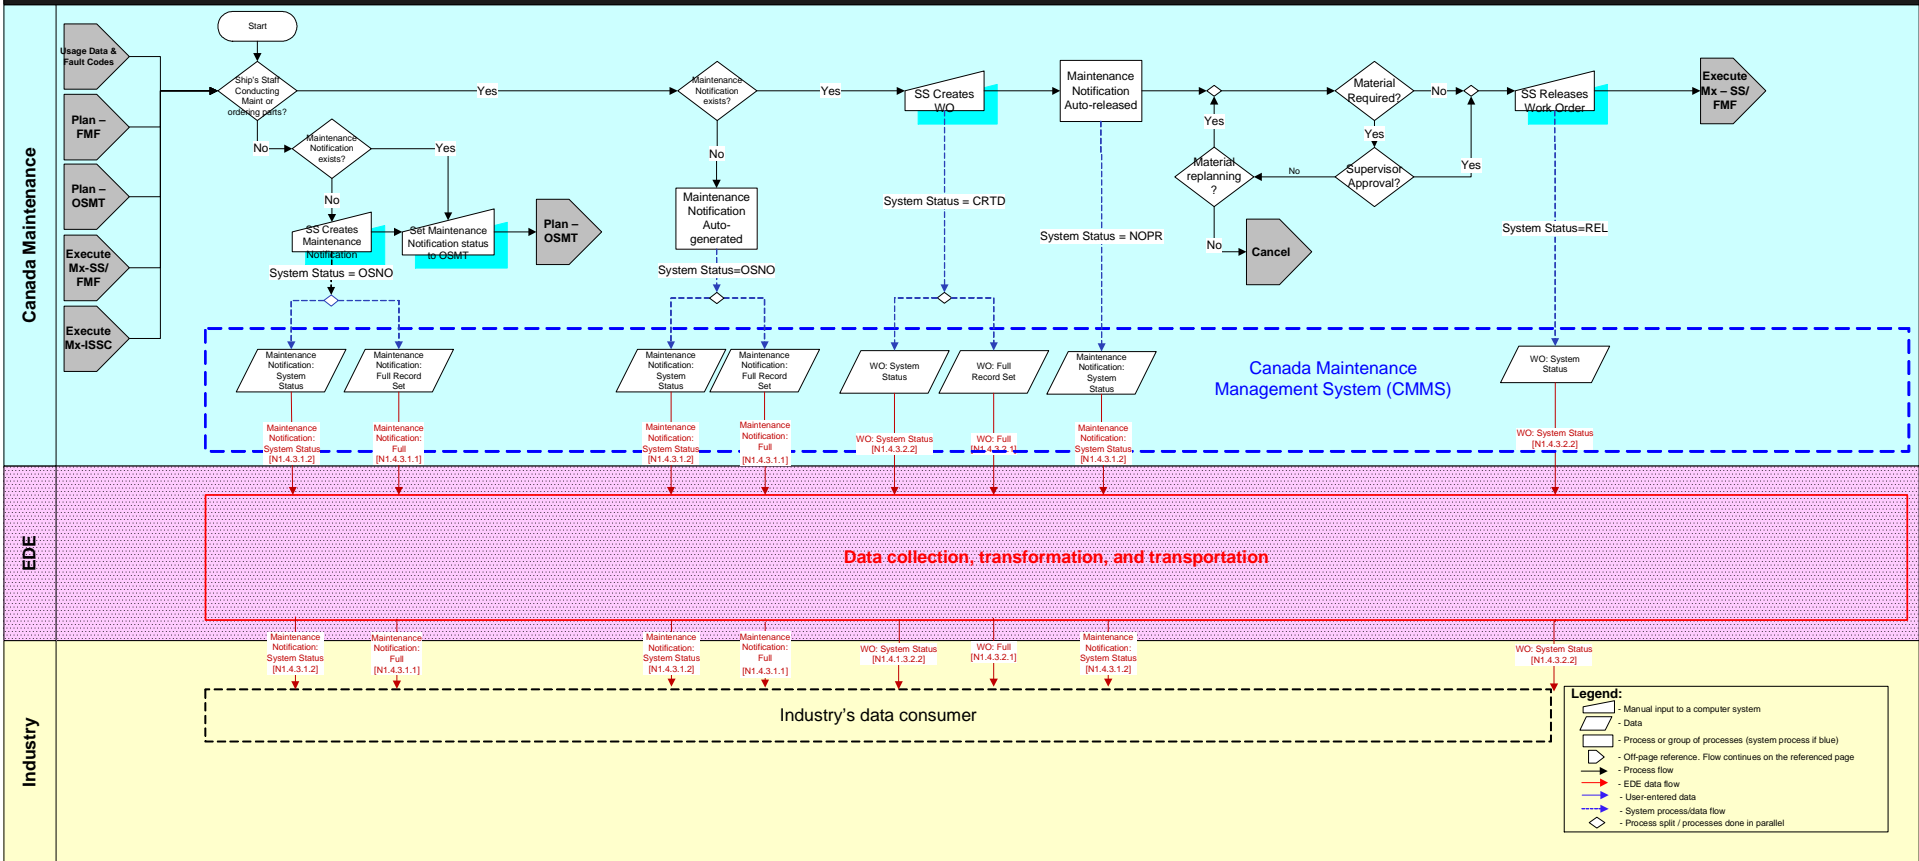 Canada Maintenance
Start
Usage Data &
Fault Codes
Plan –
FMF
Plan –
OSMT
Execute
Mx-SS/
FMF
Execute
Mx-ISSC
Ship's Staff
Conducting
Maint or
ordering parts?
No
Yes
Maintenance
Notification
exists?
Yes
No
SS Creates
Maintenance
Notification
Set Maintenance
Notification status
to OSMT
Plan –
OSMT
System Status = OSNO
Maintenance
Notification
exists?
Yes
No
Maintenance
Notification
Auto-
generated
System Status=OSNO
SS Creates
WO
System Status = CRTD
Maintenance
Notification
Auto-released
System Status = NOPR
Yes
Material
replanning
?
No
Cancel
Material
Required?
No
Yes
Supervisor
Approval?
No
Yes
SS Releases
Work Order
System Status=REL
Execute
Mx – SS/
FMF
Maintenance
Notification:
System
Status
Maintenance
Notification:
Full Record
Set
Maintenance
Notification:
System
Status
Maintenance
Notification:
Full Record
Set
WO: System
Status
WO: Full
Record Set
Maintenance
Notification:
System
Status
Canada Maintenance
Management System (CMMS)
WO: System
Status
Maintenance
Notification:
System Status
[N1.4.3.1.2]
Maintenance
Notification:
Full
[N1.4.3.1.1]
Maintenance
Notification:
System Status
[N1.4.3.1.2]
Maintenance
Notification:
Full
[N1.4.3.1.1]
WO: System Status
[N1.4.3.2.2]
WO: Full
[N1.4.3.2.1]
Maintenance
Notification:
System Status
[N1.4.3.1.2]
WO: System Status
[N1.4.3.2.2]
EDE
Data collection, transformation, and transportation
Industry
Maintenance
Notification:
System Status
[N1.4.3.1.2]
Maintenance
Notification:
Full
[N1.4.3.1.1]
Maintenance
Notification:
System Status
[N1.4.3.1.2]
Maintenance
Notification:
Full
[N1.4.3.1.1]
WO: System Status
[N1.4.1.3.2.2]
WO: Full
[N1.4.3.2.1]
Maintenance
Notification:
System Status
[N1.4.3.1.2]
WO: System Status
[N1.4.3.2.2]
Industry's data consumer
Legend:
- Manual input to a computer system
- Data
- Process or group of processes (system process if blue)
- Off-page reference. Flow continues on the referenced page
- Process flow
- EDE data flow
- User-entered data
- System process/data flow
- Process split / processes done in parallel